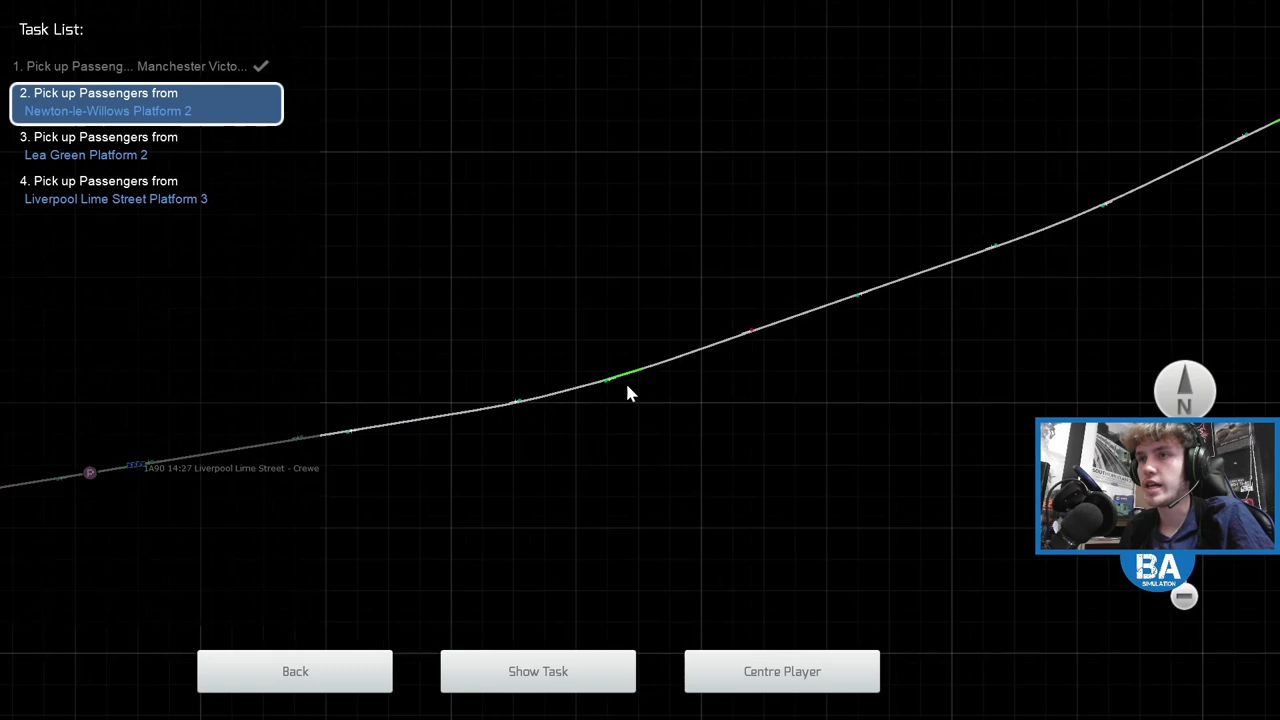 Task List:
1. Pick up Passeng... Manchester Victo...
2. Pick up Passengers from
Newton-le-Willows Platform 2
3. Pick up Passengers from
Lea Green Platform 2
4. Pick up Passengers from
Liverpool Lime Street Platform 3
P
1A90 14:27 Liverpool Lime Street - Crewe
N
BA
SIMULATION
Back
Show Task
Centre Player